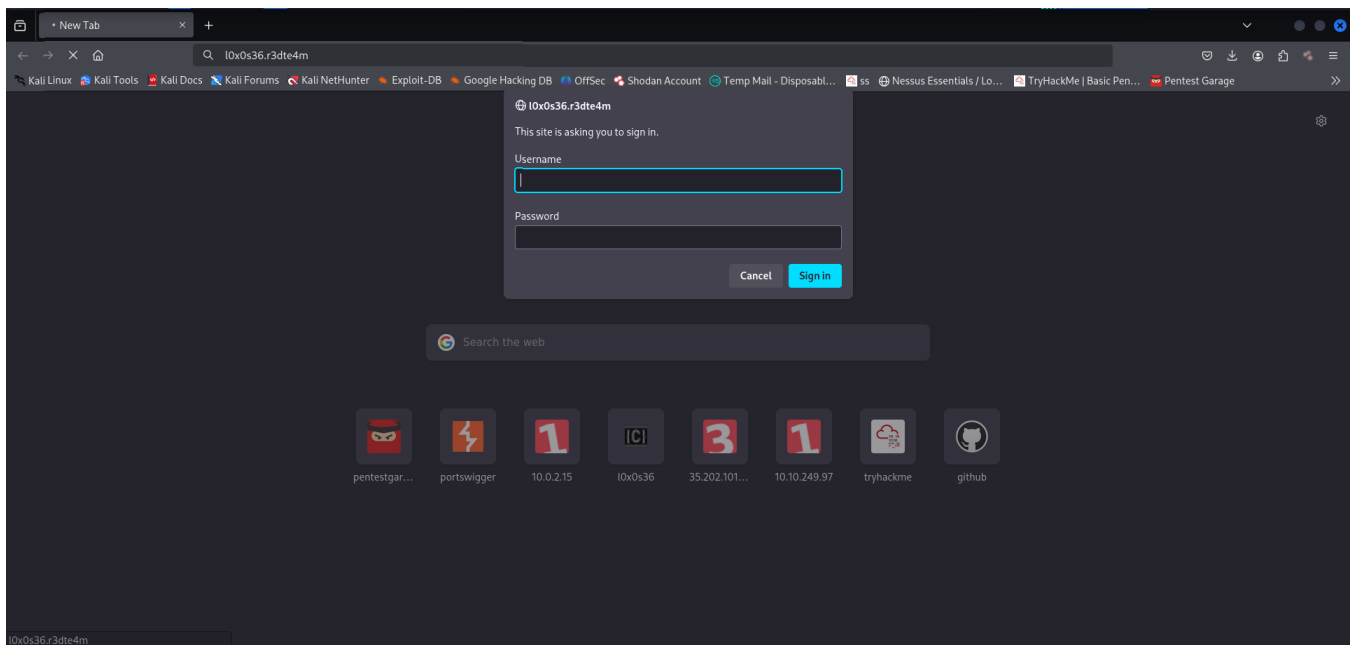 New Tab
l0x0s36.r3dte4m
Kali Linux Kali Tools Kali Docs Kali Forums Kali NetHunter Exploit-DB Google Hacking DB OffSec Shodan Account Temp Mail - Disposabl... ss Nessus Essentials / Lo... TryHackMe | Basic Pen... Pentest Garage
l0x0s36.r3dte4m
This site is asking you to sign in.
Username
Password
Cancel Sign in
Search the web
1 [C] 3 1
pentestgar... portswigger 10.0.2.15 l0x0s36 35.202.101... 10.10.249.97 tryhackme github
l0x0s36.r3dte4m